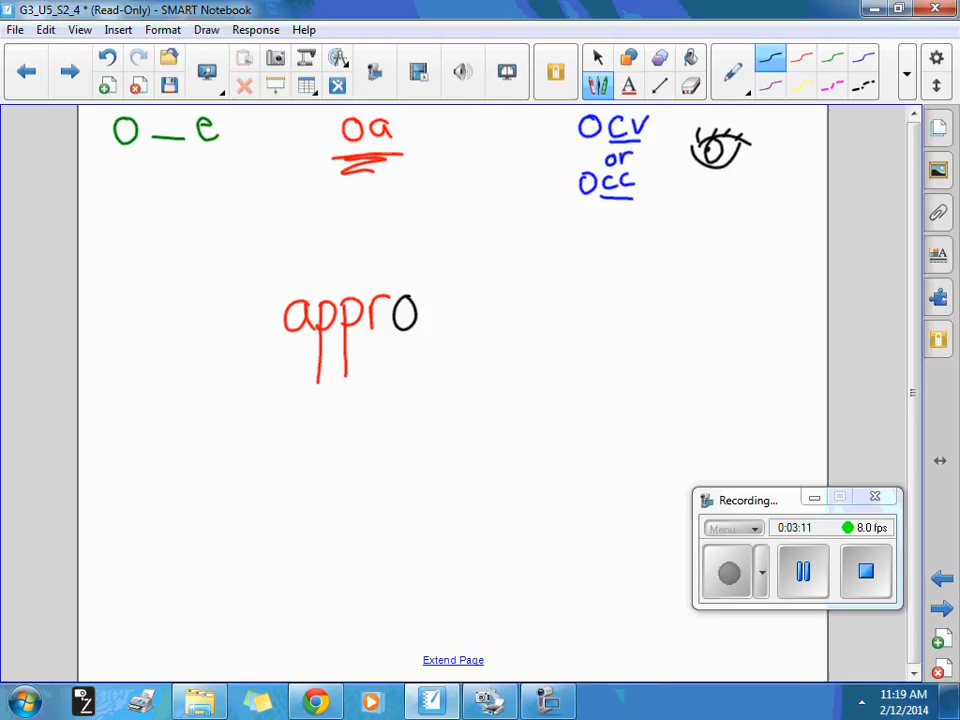 G3_U5_S2_4 * (Read-Only) - SMART Notebook
File Edit View Insert Format Draw Response Help
o _ e
oa
ocv
or
occ
appro
Recording...
Menu
0:03:11
8.0 fps
Extend Page
11:19 AM
2/12/2014